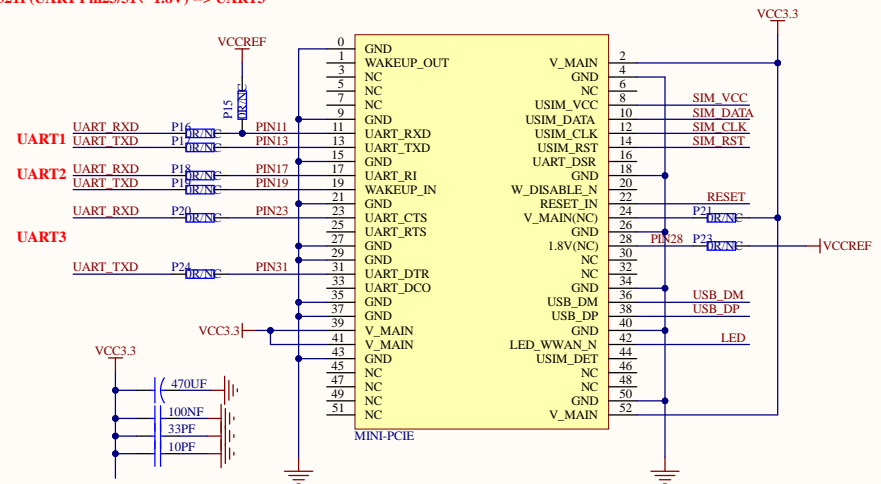 (UART1 Pin23/31< 1.8V) --> UART3
VCC3.3
VCCREF
0 GND
1 WAKEUP_OUT V_MAIN 2
3 NC GND 4
5 NC NC 6
7 NC USIM_VCC 8 SIM_VCC
P15 0R/NC
9 GND USIM_DATA 10 SIM_DATA
UART_RXD P16 0R/NC PIN11 11 UART_RXD USIM_CLK 12 SIM_CLK
UART1
UART_TXD P17 0R/NC PIN13 13 UART_TXD USIM_RST 14 SIM_RST
15 GND UART_DSR 16
UART2
UART_RXD P18 0R/NC PIN17 17 UART_RI GND 18
UART_TXD P19 0R/NC PIN19 19 WAKEUP_IN W_DISABLE_N 20
21 GND RESET_IN 22 RESET
UART_RXD P20 0R/NC PIN23 23 UART_CTS V_MAIN(NC) 24 P21 0R/NC
25 UART_RTS GND 26
UART3
27 GND 1.8V(NC) 28 PIN28 P23 0R/NC VCCREF
29 GND NC 30
UART_TXD P24 0R/NC PIN31 31 UART_DTR NC 32
33 UART_DCO GND 34
35 GND USB_DM 36 USB_DM
37 GND USB_DP 38 USB_DP
VCC3.3 39 V_MAIN GND 40
41 V_MAIN LED_WWAN_N 42 LED
43 GND USIM_DET 44
VCC3.3
45 NC NC 46
47 NC NC 48
49 NC GND 50
51 NC V_MAIN 52
470UF
100NF
33PF
10PF
MINI-PCIE